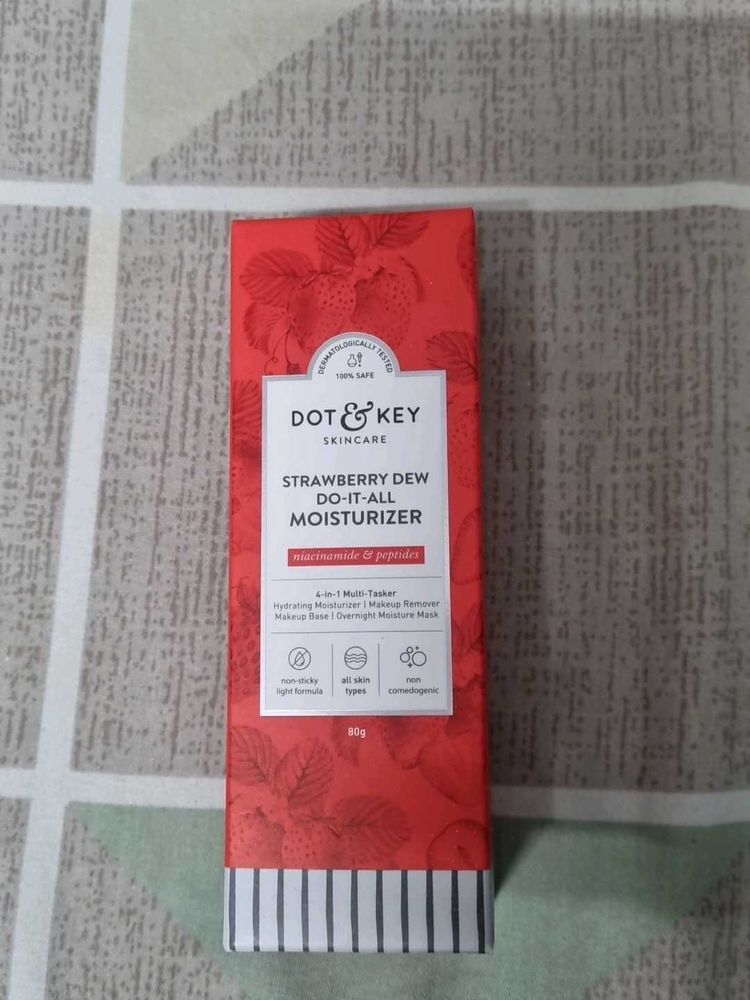 DERMATOLOGICALLY TESTED
100% SAFE
DOT & KEY
SKINCARE
STRAWBERRY DEW
DO-IT-ALL
MOISTURIZER
niacinamide & peptides
4-in-1 Multi-Tasker
Hydrating Moisturizer | Makeup Remover
Makeup Base | Overnight Moisture Mask
non-sticky
light formula
all skin
types
non
comedogenic
80g